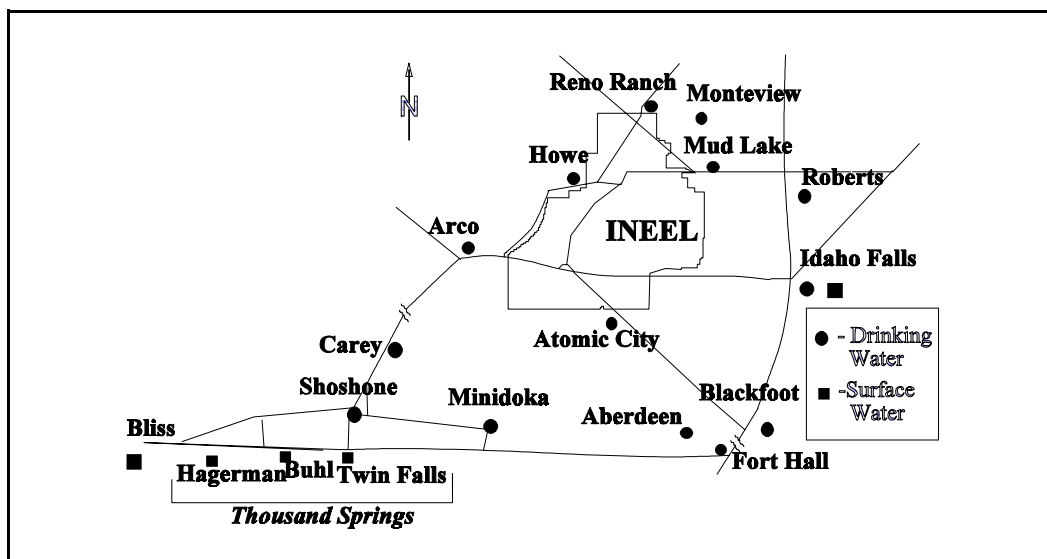 Reno Ranch
Monteview
N
Howe
Mud Lake
Roberts
Arco
INEEL
Idaho Falls
- Drinking
Water
Atomic City
Carey
Shoshone
Minidoka
Blackfoot
-Surface
Water
Aberdeen
Bliss
Fort Hall
Hagerman
Buhl
Twin Falls
Thousand Springs